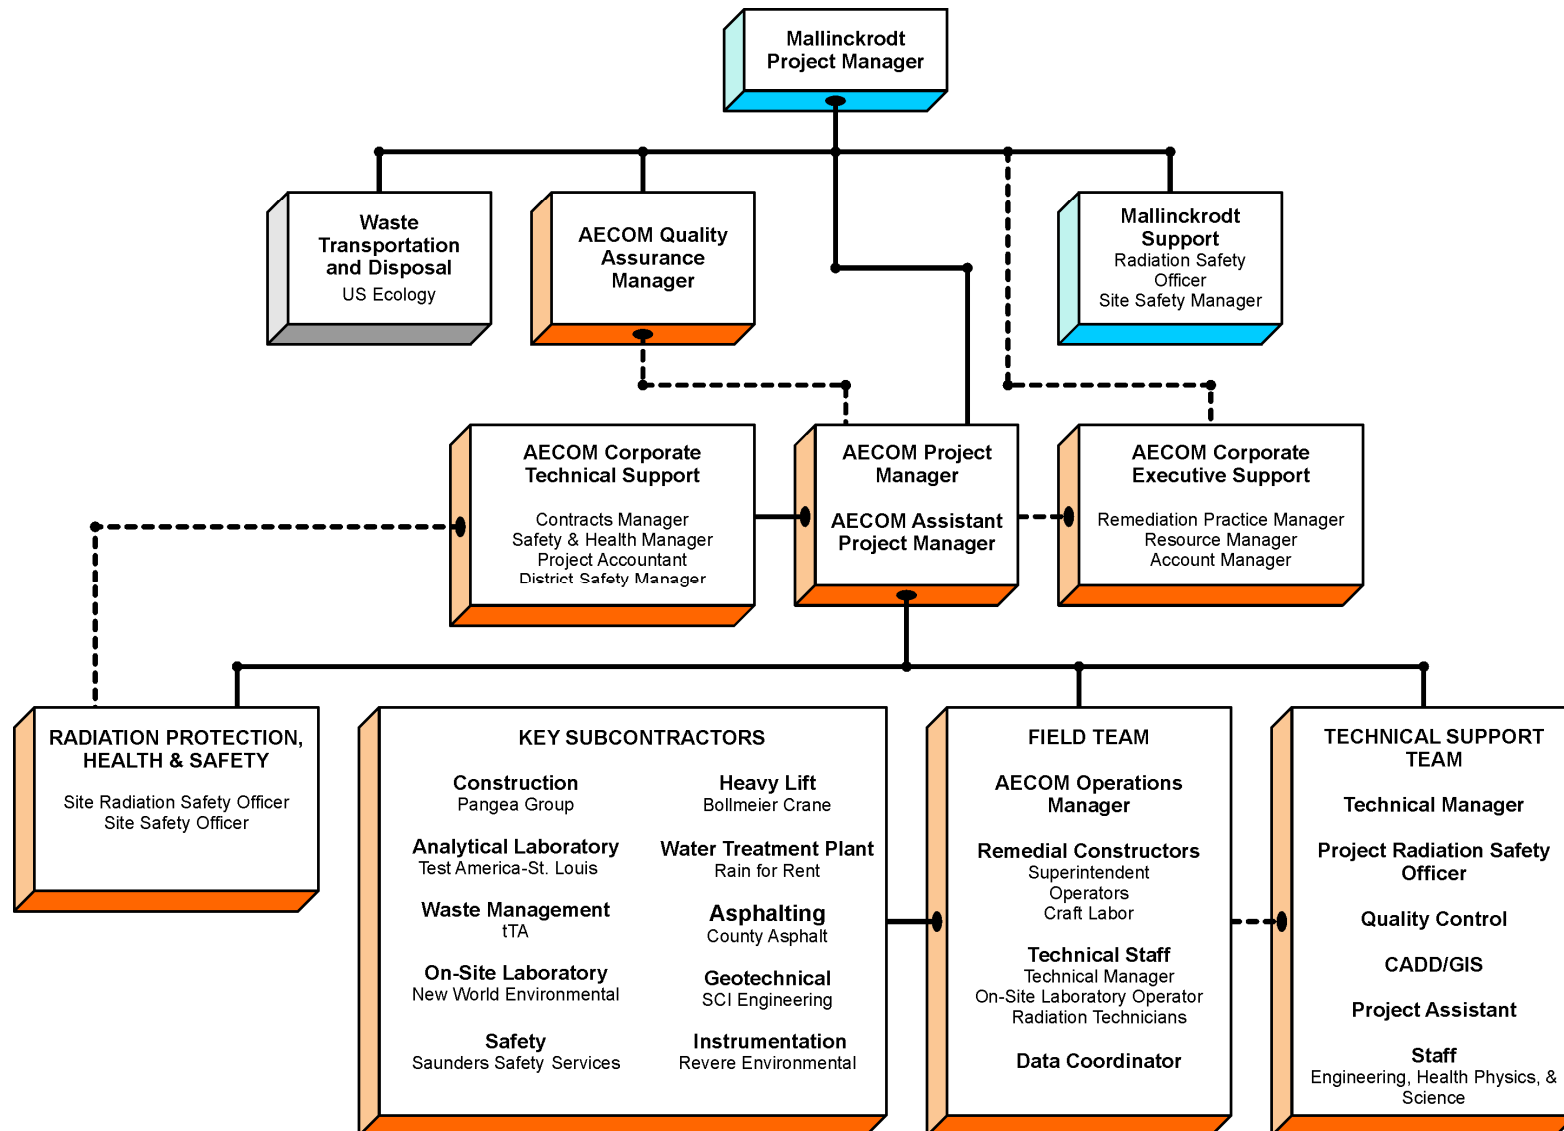 Mallinckrodt
Project Manager
Waste
Transportation
and Disposal
US Ecology
AECOM Quality
Assurance
Manager
Mallinckrodt
Support
Radiation Safety
Officer
Site Safety Manager
AECOM Corporate
Technical Support
Contracts Manager
Safety & Health Manager
Project Accountant
District Safety Manager
AECOM Project
Manager
AECOM Assistant
Project Manager
AECOM Corporate
Executive Support
Remediation Practice Manager
Resource Manager
Account Manager
RADIATION PROTECTION,
HEALTH & SAFETY
Site Radiation Safety Officer
Site Safety Officer
KEY SUBCONTRACTORS
Construction
Pangea Group
Analytical Laboratory
Test America-St. Louis
Waste Management
tTA
On-Site Laboratory
New World Environmental
Safety
Saunders Safety Services
Heavy Lift
Bollmeier Crane
Water Treatment Plant
Rain for Rent
Asphalting
County Asphalt
Geotechnical
SCI Engineering
Instrumentation
Revere Environmental
FIELD TEAM
AECOM Operations
Manager
Remedial Constructors
Superintendent
Operators
Craft Labor
Technical Staff
Technical Manager
On-Site Laboratory Operator
Radiation Technicians
Data Coordinator
TECHNICAL SUPPORT
TEAM
Technical Manager
Project Radiation Safety
Officer
Quality Control
CADD/GIS
Project Assistant
Staff
Engineering, Health Physics, &
Science